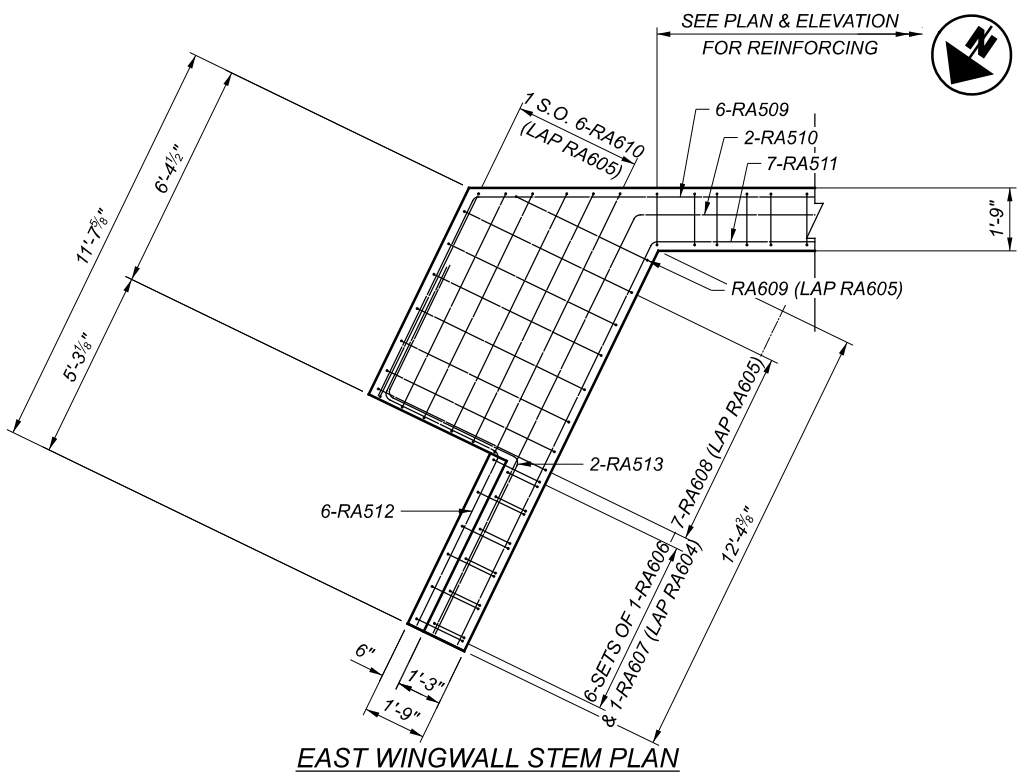 SEE PLAN & ELEVATION
FOR REINFORCING
N
1 S.O. 6-RA610
(LAP RA605)
6-RA509
2-RA510
7-RA511
6'-4½"
11'-7⅝"
1'-9"
RA609 (LAP RA605)
5'-3⅛"
7-RA608 (LAP RA605)
2-RA513
6-RA512
12'-4⅜"
6-SETS OF 1-RA606
& 1-RA607 (LAP RA604)
6"
1'-3"
1'-9"
EAST WINGWALL STEM PLAN